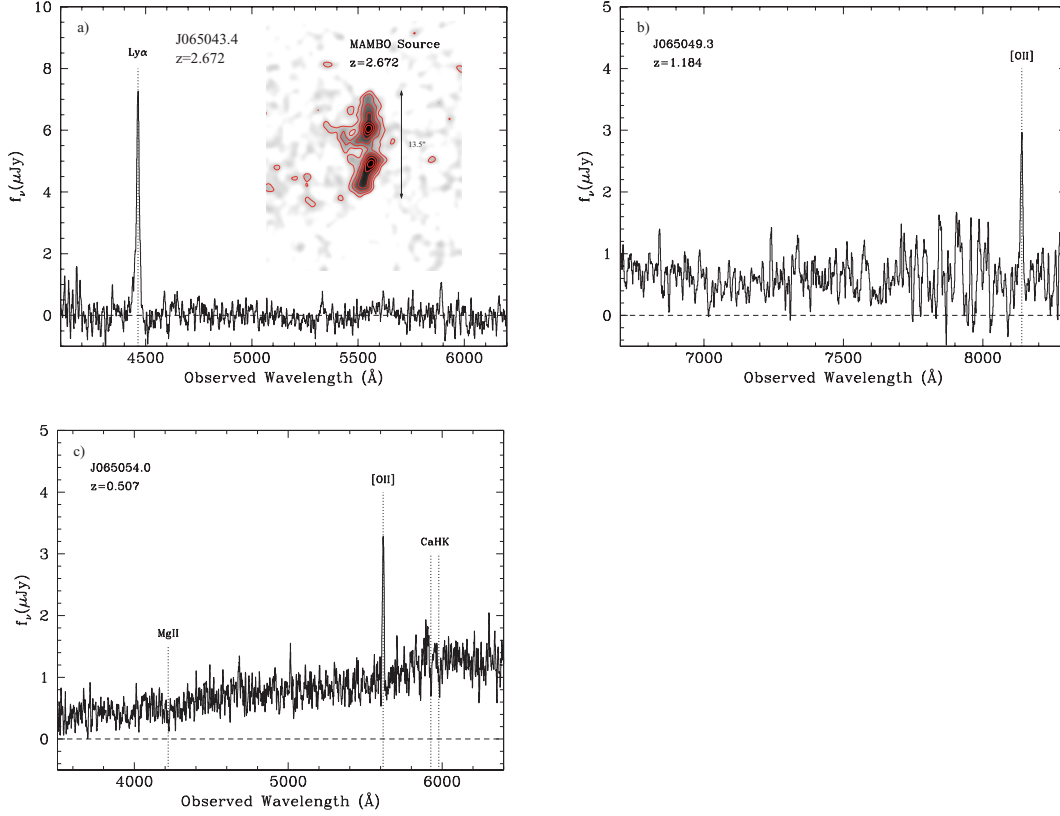 a)
J065043.4
z=2.672
Lyα
MAMBO Source
z=2.672
13.5"
10
8
6
4
2
0
fν(μJy)
4500 5000 5500 6000
Observed Wavelength (Å)
b)
J065049.3
z=1.184
[OII]
5
4
3
2
1
0
fν(μJy)
7000 7500 8000
Observed Wavelength (Å)
c)
J065054.0
z=0.507
[OII]
CaHK
MgII
5
4
3
2
1
0
fν(μJy)
4000 5000 6000
Observed Wavelength (Å)